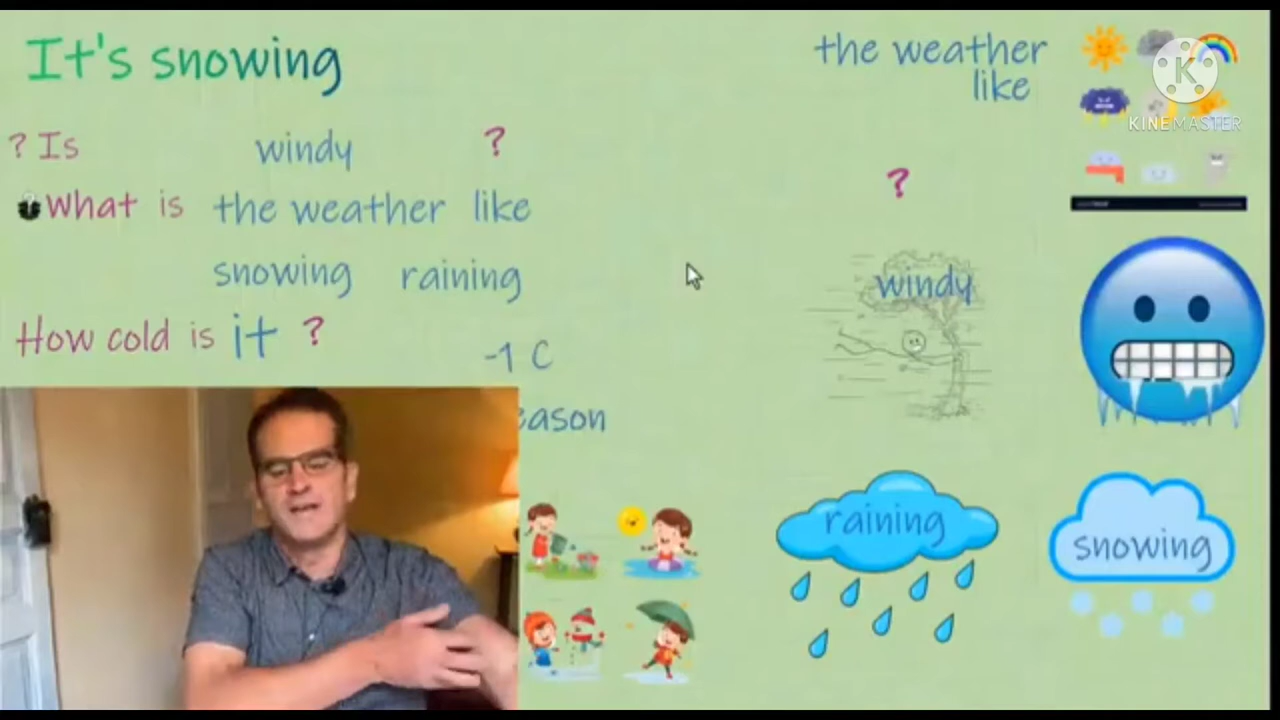 It's snowing
the weather
like
K
KINEMASTER
? Is windy ?
What is the weather like
?
snowing raining
windy
How cold is it ?
-1 C
eason
raining
snowing